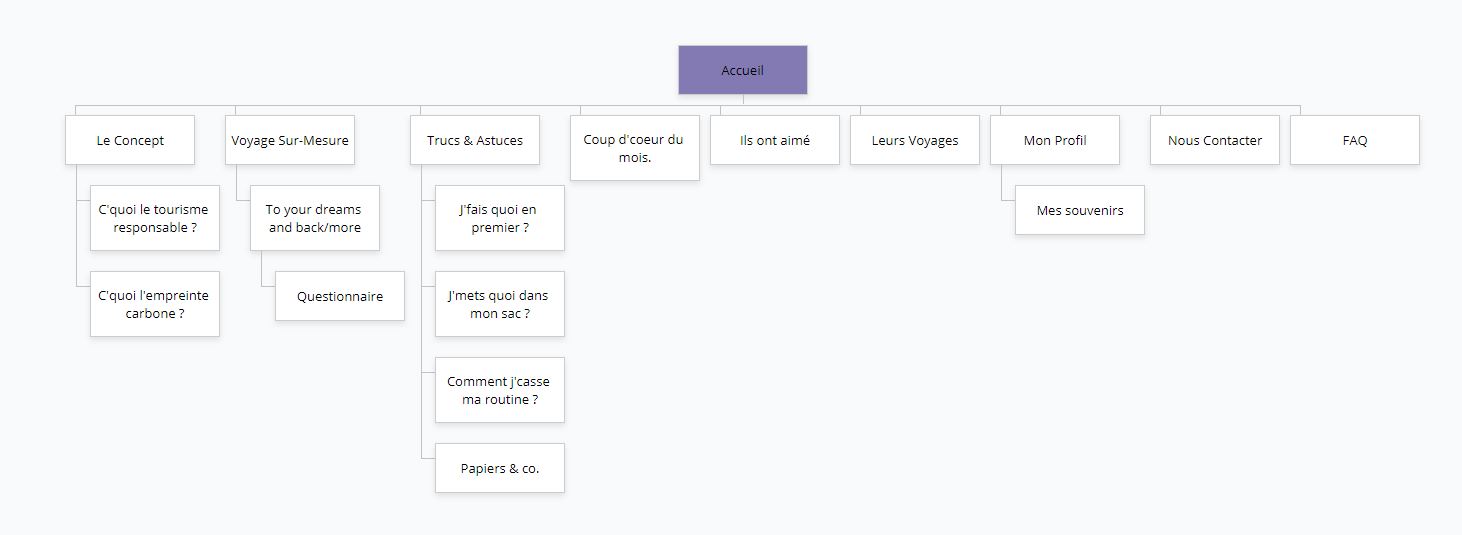 Accueil
Le Concept
Voyage Sur-Mesure
Trucs & Astuces
Coup d'coeur du
mois.
Ils ont aimé
Leurs Voyages
Mon Profil
Nous Contacter
FAQ
C'quoi le tourisme
responsable ?
C'quoi l'empreinte
carbone ?
To your dreams
and back/more
Questionnaire
J'fais quoi en
premier ?
J'mets quoi dans
mon sac ?
Comment j'casse
ma routine ?
Papiers & co.
Mes souvenirs